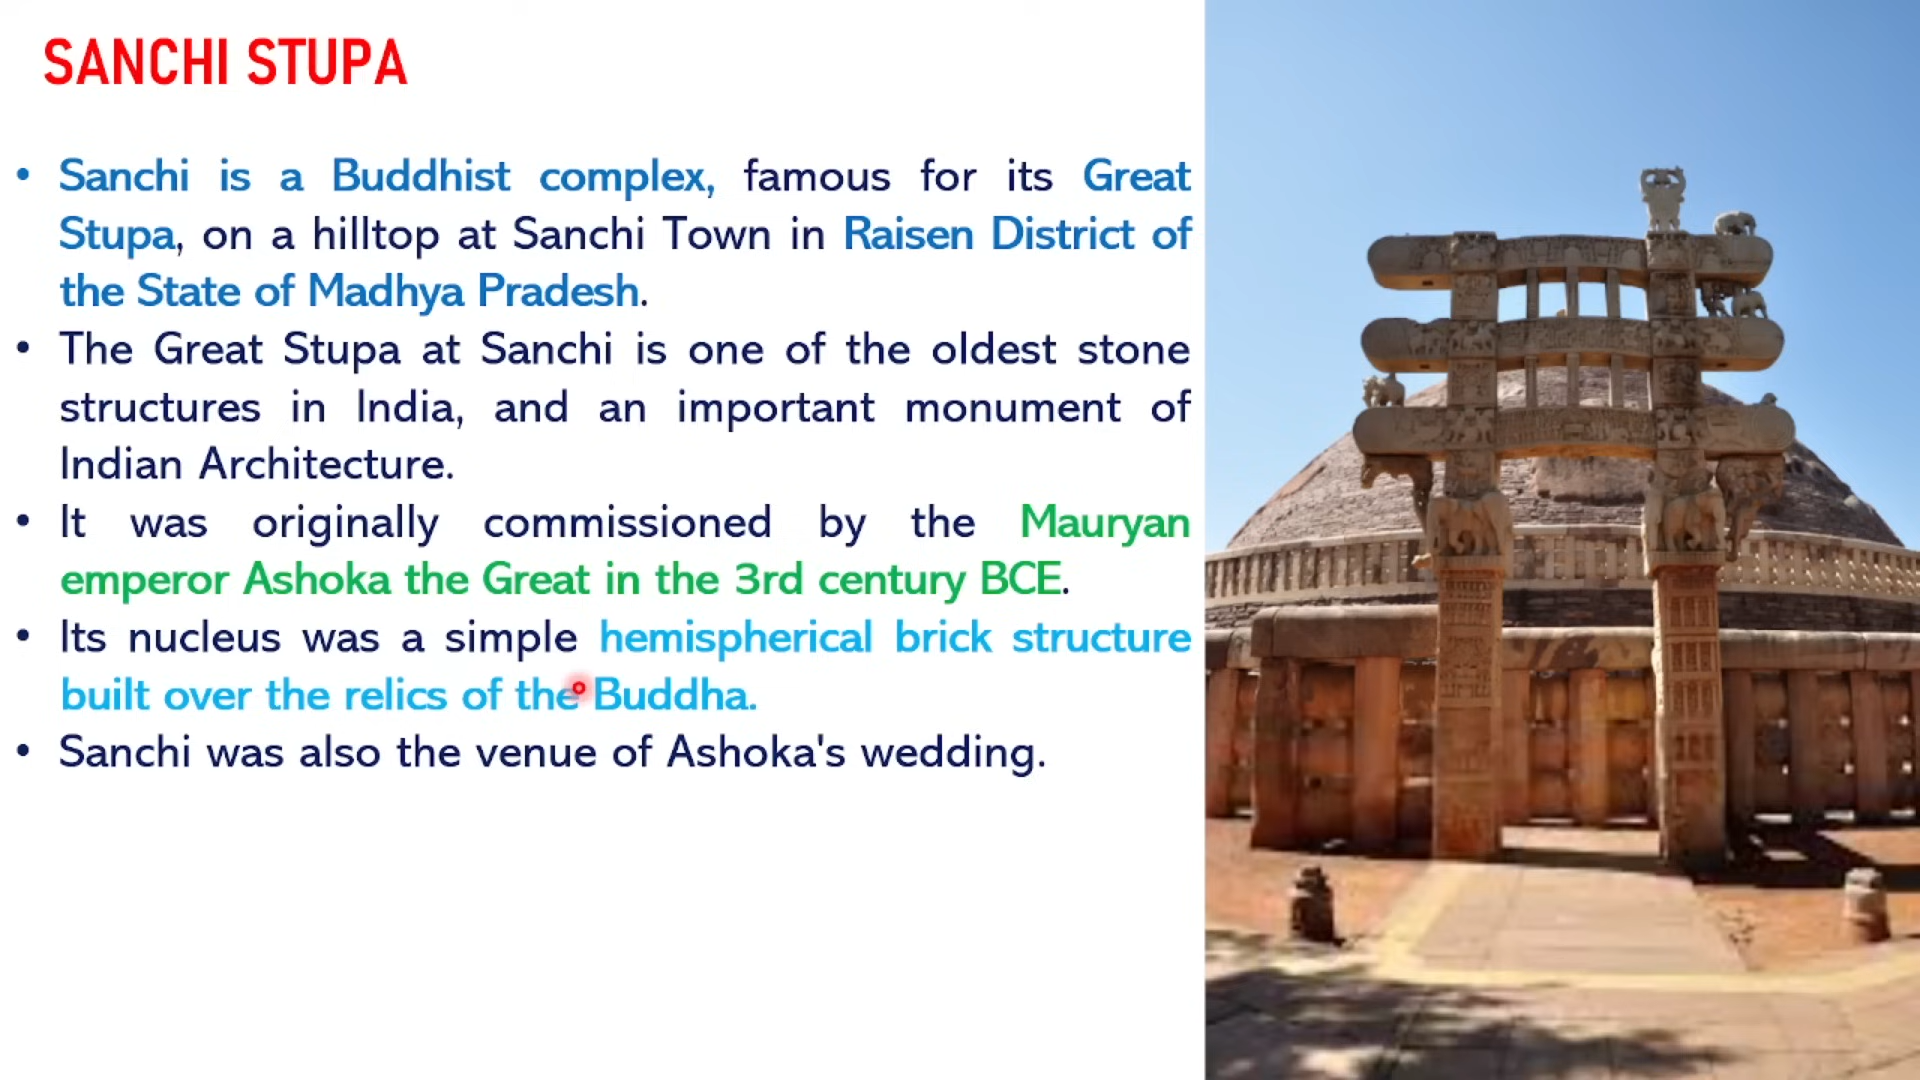 SANCHI STUPA
• Sanchi is a Buddhist complex, famous for its Great
Stupa, on a hilltop at Sanchi Town in Raisen District of
the State of Madhya Pradesh.
• The Great Stupa at Sanchi is one of the oldest stone
structures in India, and an important monument of
Indian Architecture.
• It was originally commissioned by the Mauryan
emperor Ashoka the Great in the 3rd century BCE.
• Its nucleus was a simple hemispherical brick structure
built over the relics of the Buddha.
• Sanchi was also the venue of Ashoka's wedding.